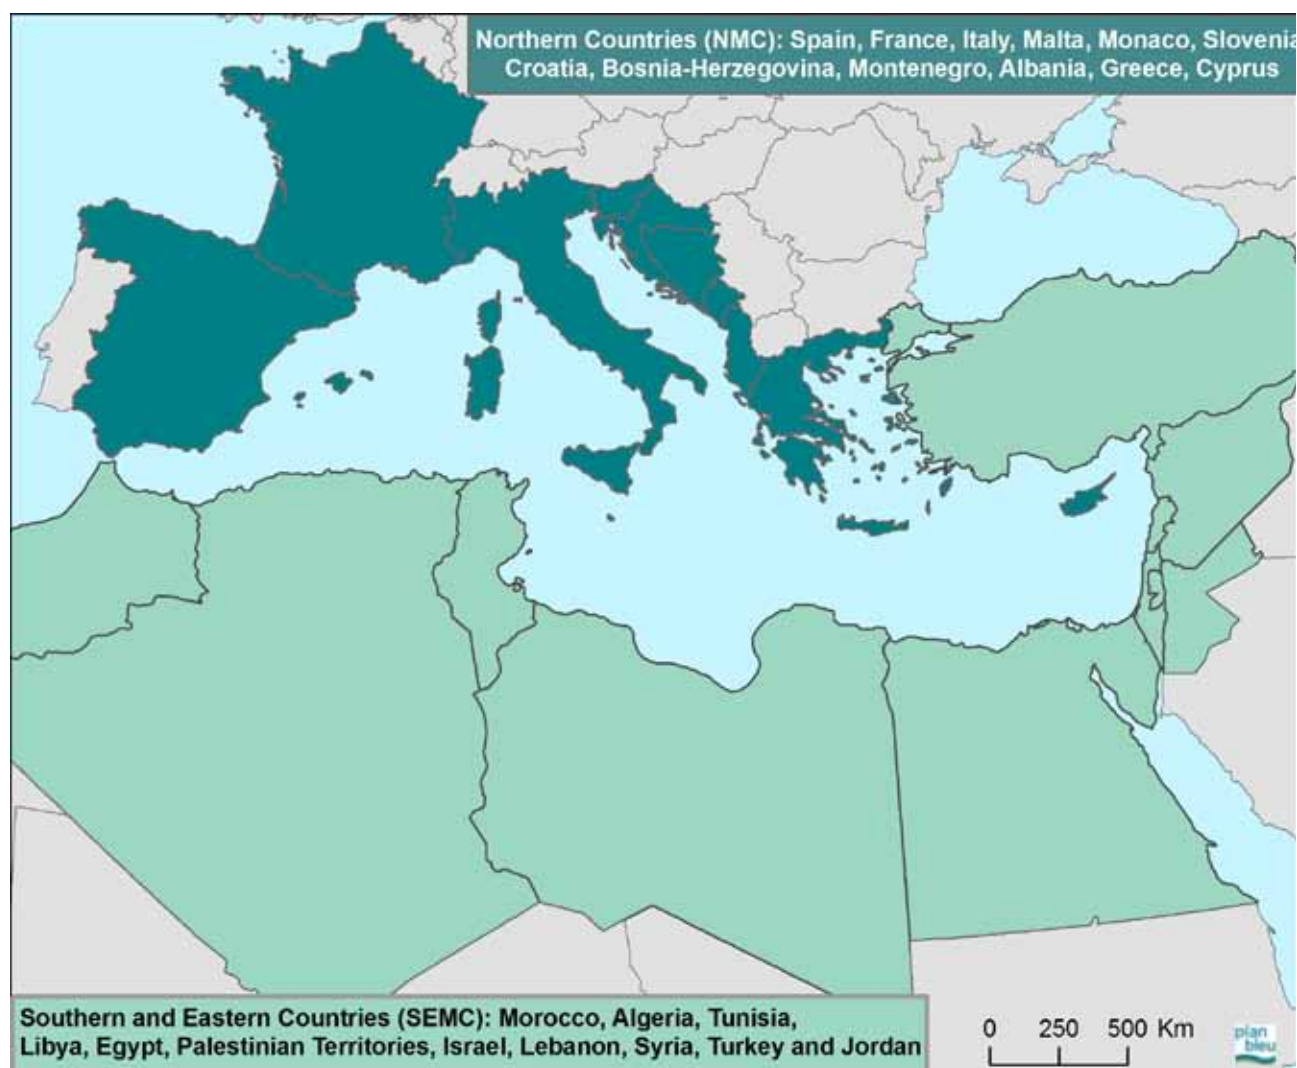 Northern Countries (NMC): Spain, France, Italy, Malta, Monaco, Slovenia
Croatia, Bosnia-Herzegovina, Montenegro, Albania, Greece, Cyprus
Southern and Eastern Countries (SEMC): Morocco, Algeria, Tunisia,
Libya, Egypt, Palestinian Territories, Israel, Lebanon, Syria, Turkey and Jordan
0 250 500 Km
plan
bleu